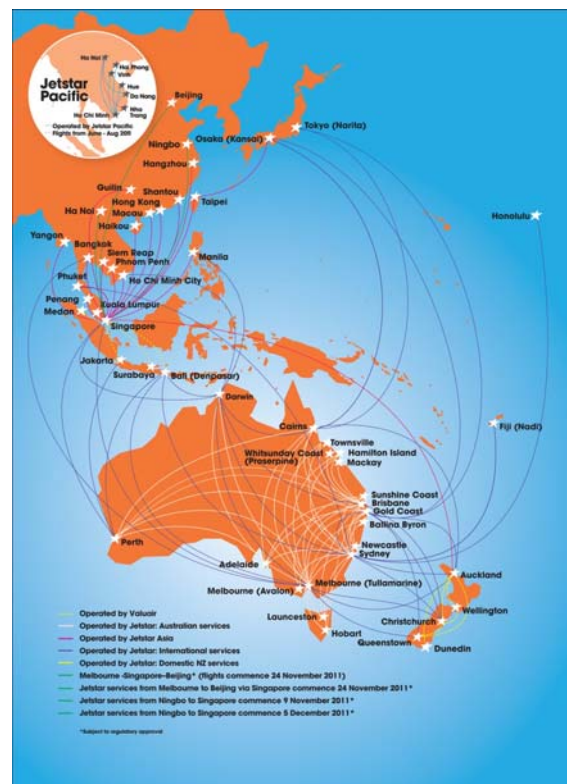 Ha Noi
Hai Phong
Vinh
Jetstar
Pacific
Hue
Da Nang
Nha
Trang
Ho Chi Minh
Operated by Jetstar Pacific
Flights from June - Aug 2011
Beijing
Tokyo (Narita)
Osaka (Kansai)
Ningbo
Hangzhou
Guilin
Shantou
Hong Kong
Taipei
Ha Noi
Macau
Haikou
Honolulu
Yangon
Bangkok
Siem Reap
Phnom Penh
Manila
Ho Chi Minh City
Phuket
Penang
Kuala Lumpur
Medan
Singapore
Jakarta
Surabaya
Bali (Denpasar)
Darwin
Cairns
Fiji (Nadi)
Townsville
Whitsunday Coast
(Proserpine)
Hamilton Island
Mackay
Sunshine Coast
Brisbane
Gold Coast
Ballina Byron
Perth
Newcastle
Sydney
Adelaide
Auckland
Melbourne (Avalon)
Melbourne (Tullamarine)
Wellington
Launceston
Christchurch
Hobart
Queenstown
Dunedin
Operated by Valuair
Operated by Jetstar: Australian services
Operated by Jetstar Asia
Operated by Jetstar: International services
Operated by Jetstar: Domestic NZ services
Melbourne -Singapore-Beijing* (flights commence 24 November 2011)
Jetstar services from Melbourne to Beijing via Singapore commence 24 November 2011*
Jetstar services from Ningbo to Singapore commence 9 November 2011*
Jetstar services from Ningbo to Singapore commence 5 December 2011*
*Subject to regulatory approval